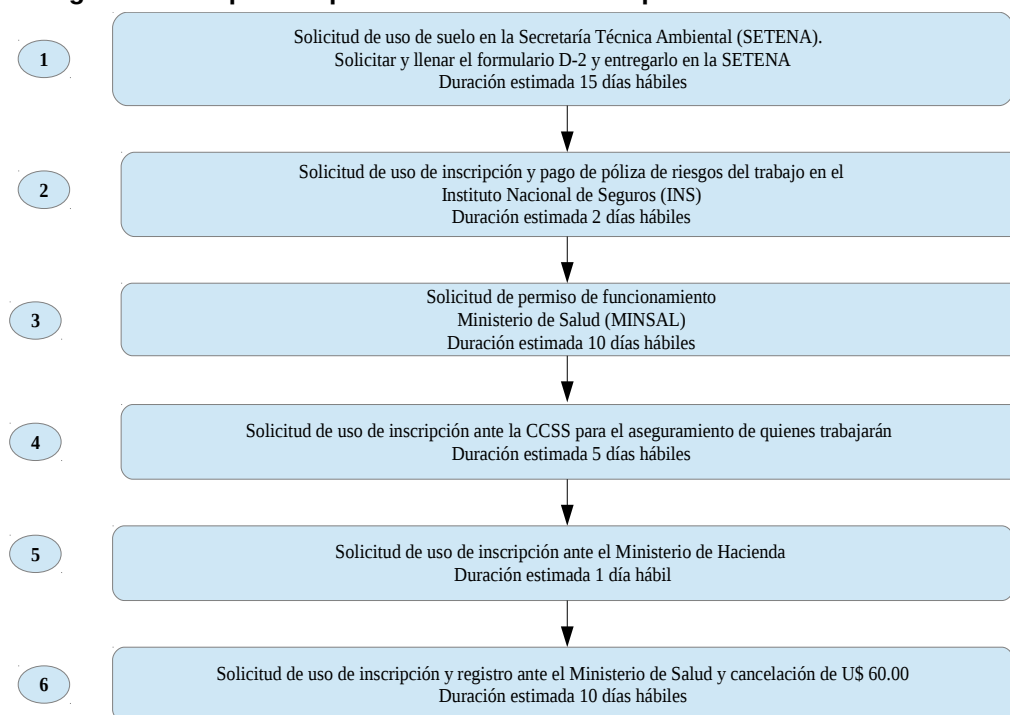 1
Solicitud de uso de suelo en la Secretaría Técnica Ambiental (SETENA).
Solicitar y llenar el formulario D-2 y entregarlo en la SETENA
Duración estimada 15 días hábiles
2
Solicitud de uso de inscripción y pago de póliza de riesgos del trabajo en el
Instituto Nacional de Seguros (INS)
Duración estimada 2 días hábiles
3
Solicitud de permiso de funcionamiento
Ministerio de Salud (MINSAL)
Duración estimada 10 días hábiles
4
Solicitud de uso de inscripción ante la CCSS para el aseguramiento de quienes trabajarán
Duración estimada 5 días hábiles
5
Solicitud de uso de inscripción ante el Ministerio de Hacienda
Duración estimada 1 día hábil
6
Solicitud de uso de inscripción y registro ante el Ministerio de Salud y cancelación de U$ 60.00
Duración estimada 10 días hábiles